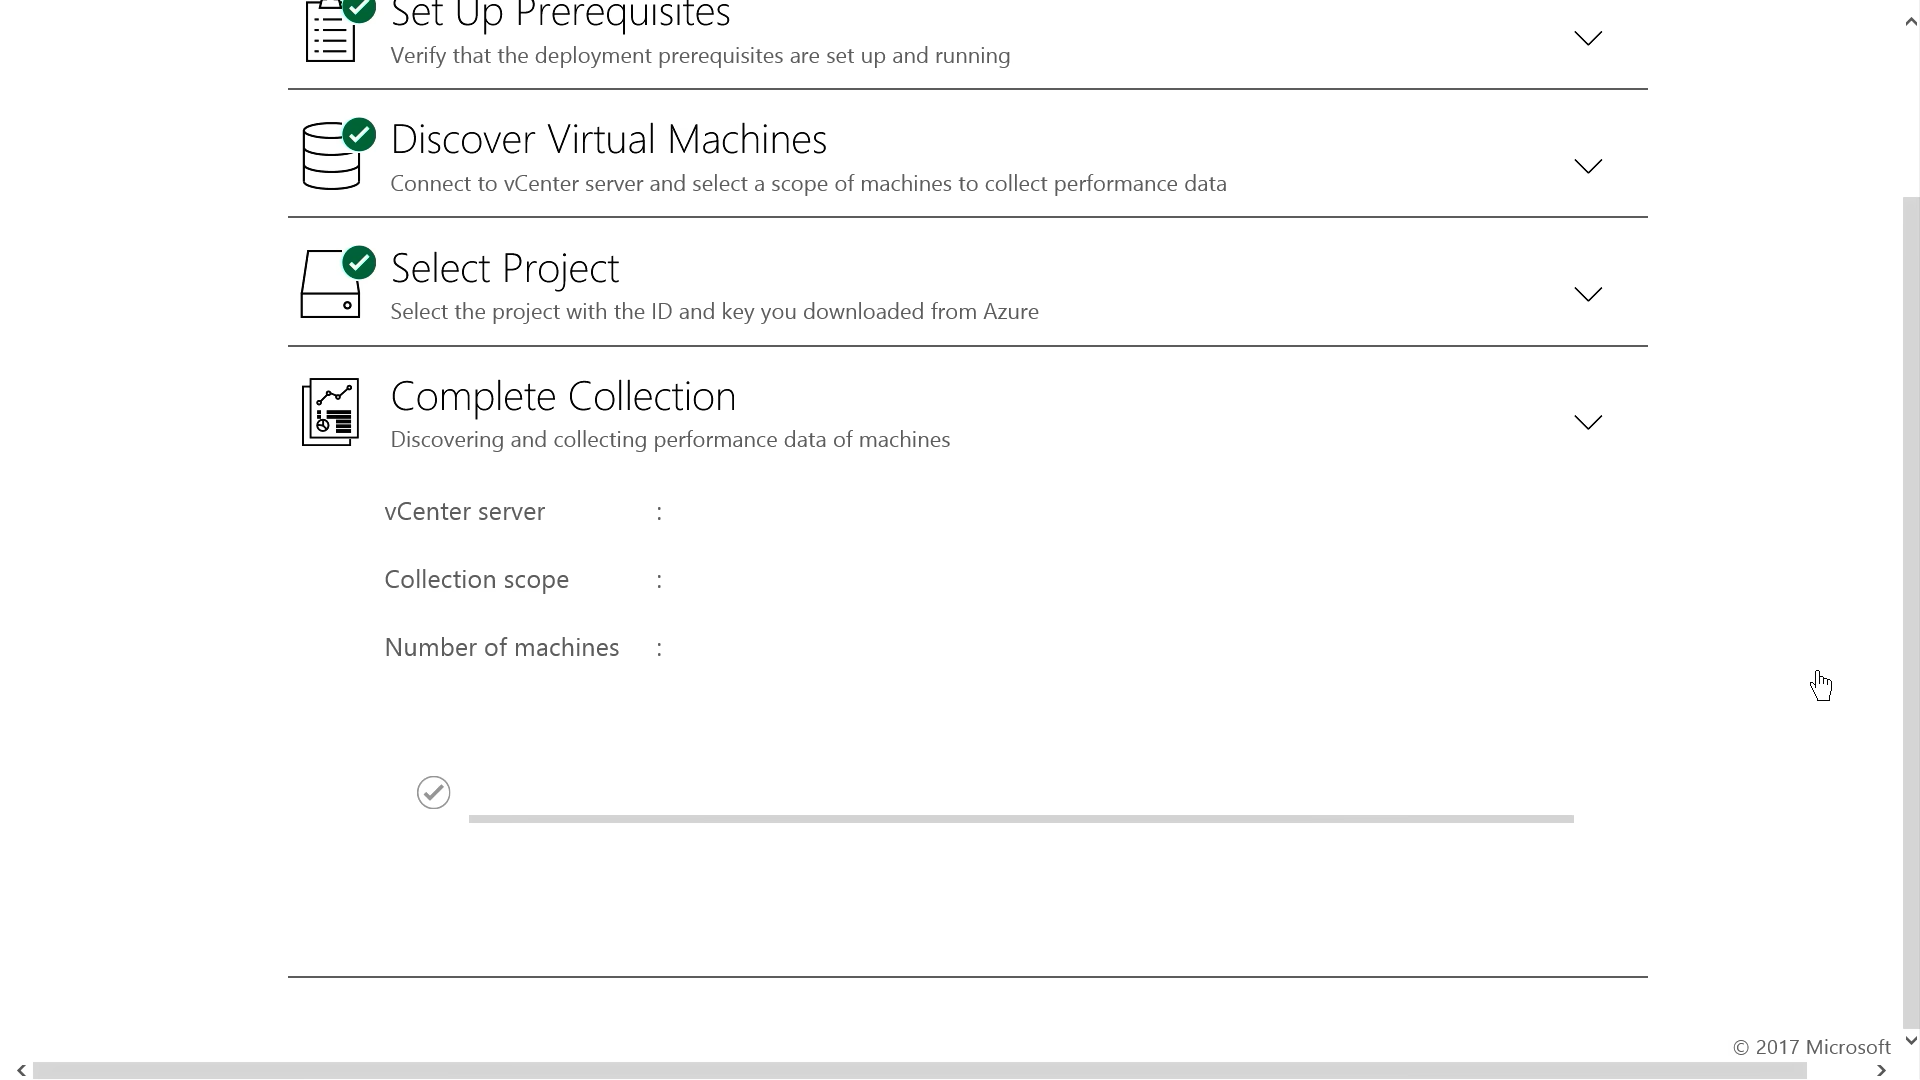 Set Up Prerequisites
Verify that the deployment prerequisites are set up and running
Discover Virtual Machines
Connect to vCenter server and select a scope of machines to collect performance data
Select Project
Select the project with the ID and key you downloaded from Azure
Complete Collection
Discovering and collecting performance data of machines
vCenter server :
Collection scope :
Number of machines :
© 2017 Microsoft